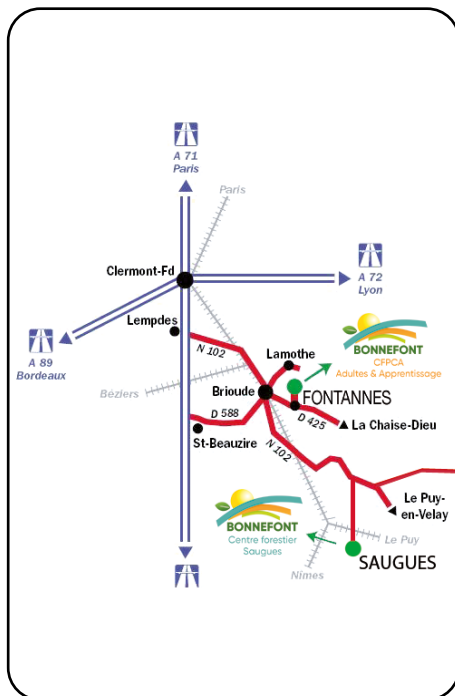 A 71
Paris
Paris
Clermont-Fd
A 72
Lyon
Lempdes
N 102
A 89
Bordeaux
Lamothe
BONNEFONT
CFPCA
Adultes & Apprentissage
Béziers
Brioude
FONTANNES
D 588
D 425
La Chaise-Dieu
St-Beauzire
N 102
Le Puy-
en-Velay
BONNEFONT
Centre forestier
Saugues
Le Puy
SAUGUES
Nimes